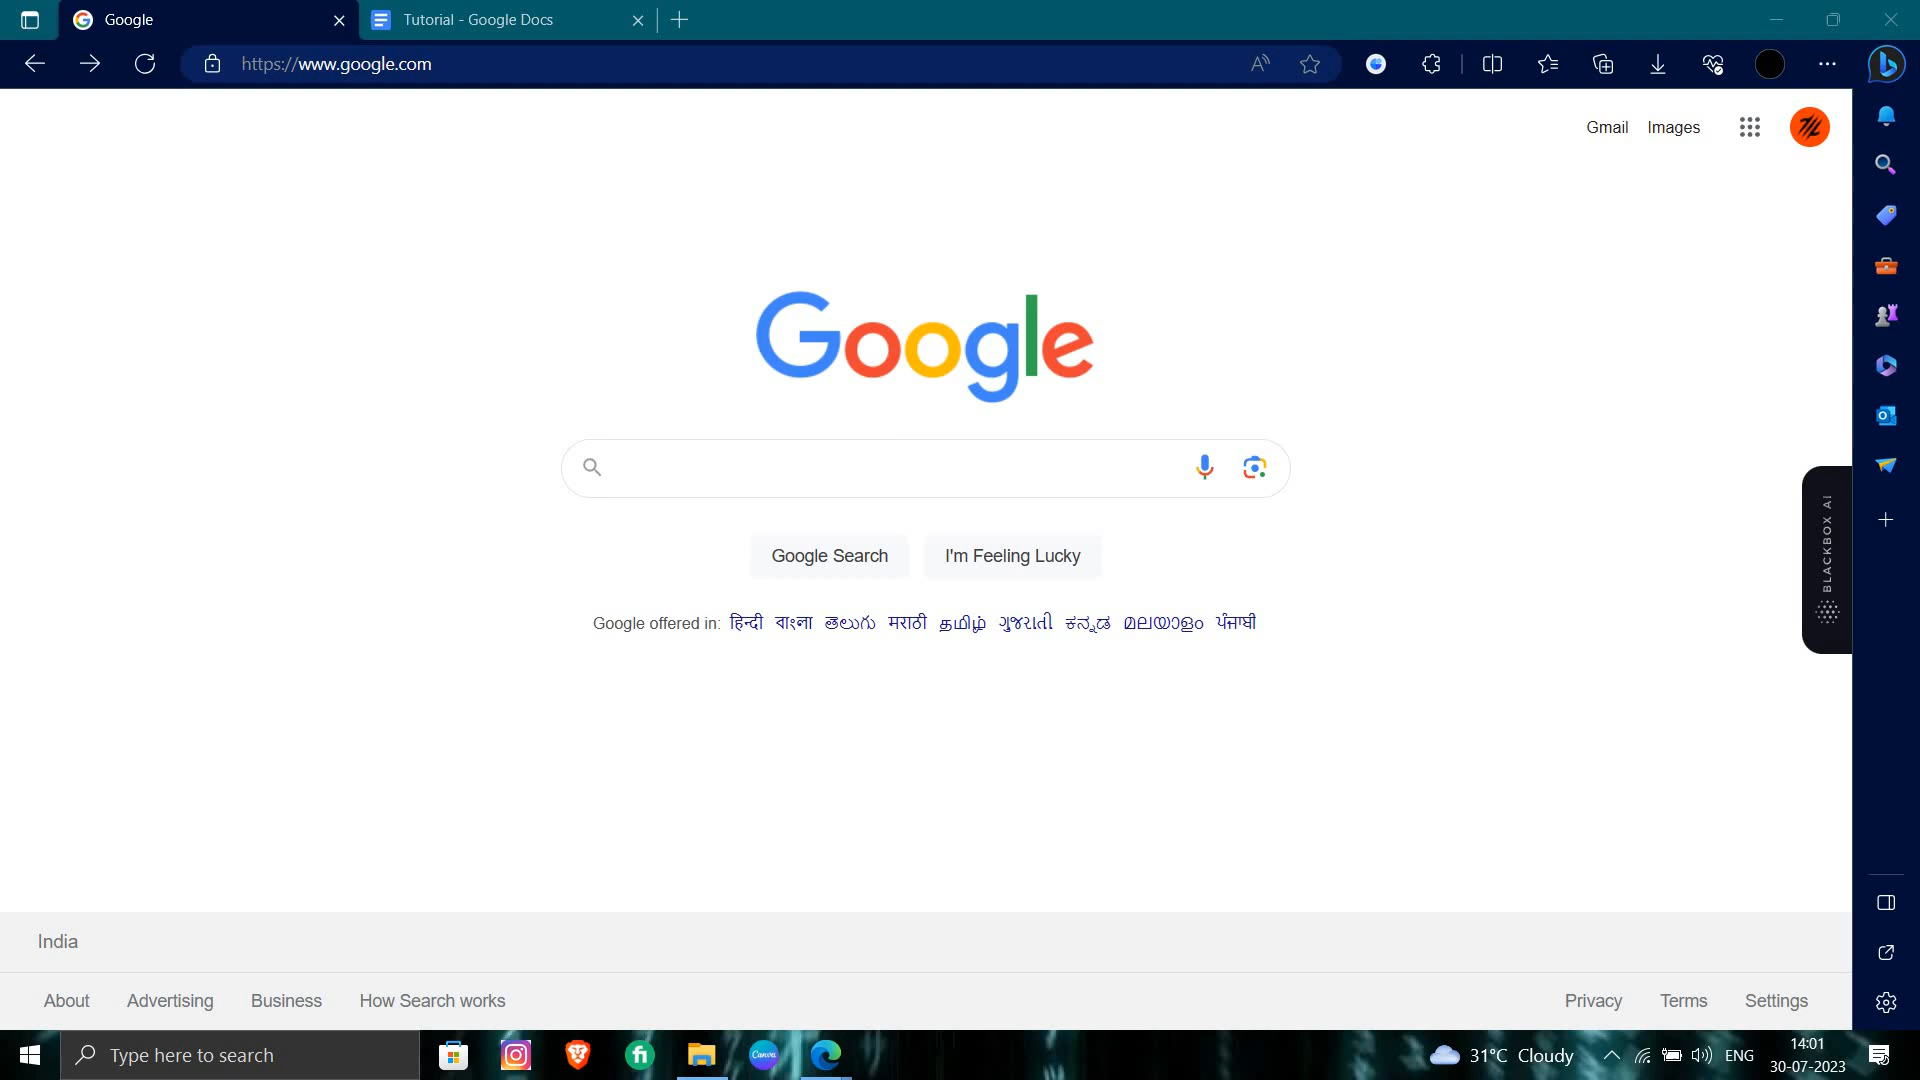 Google
Tutorial - Google Docs
https://www.google.com
Gmail Images
Google
BLACKBOX AI
Google Search
I'm Feeling Lucky
Google offered in: हिन्दी বাংলা తెలుగు मराठी தமிழ் ગુજરાતી ಕನ್ನಡ മലയാളം ਪੰਜਾਬੀ
India
About Advertising Business How Search works
Privacy Terms Settings
Type here to search
fi
Canva
31°C Cloudy
ENG
14:01
30-07-2023